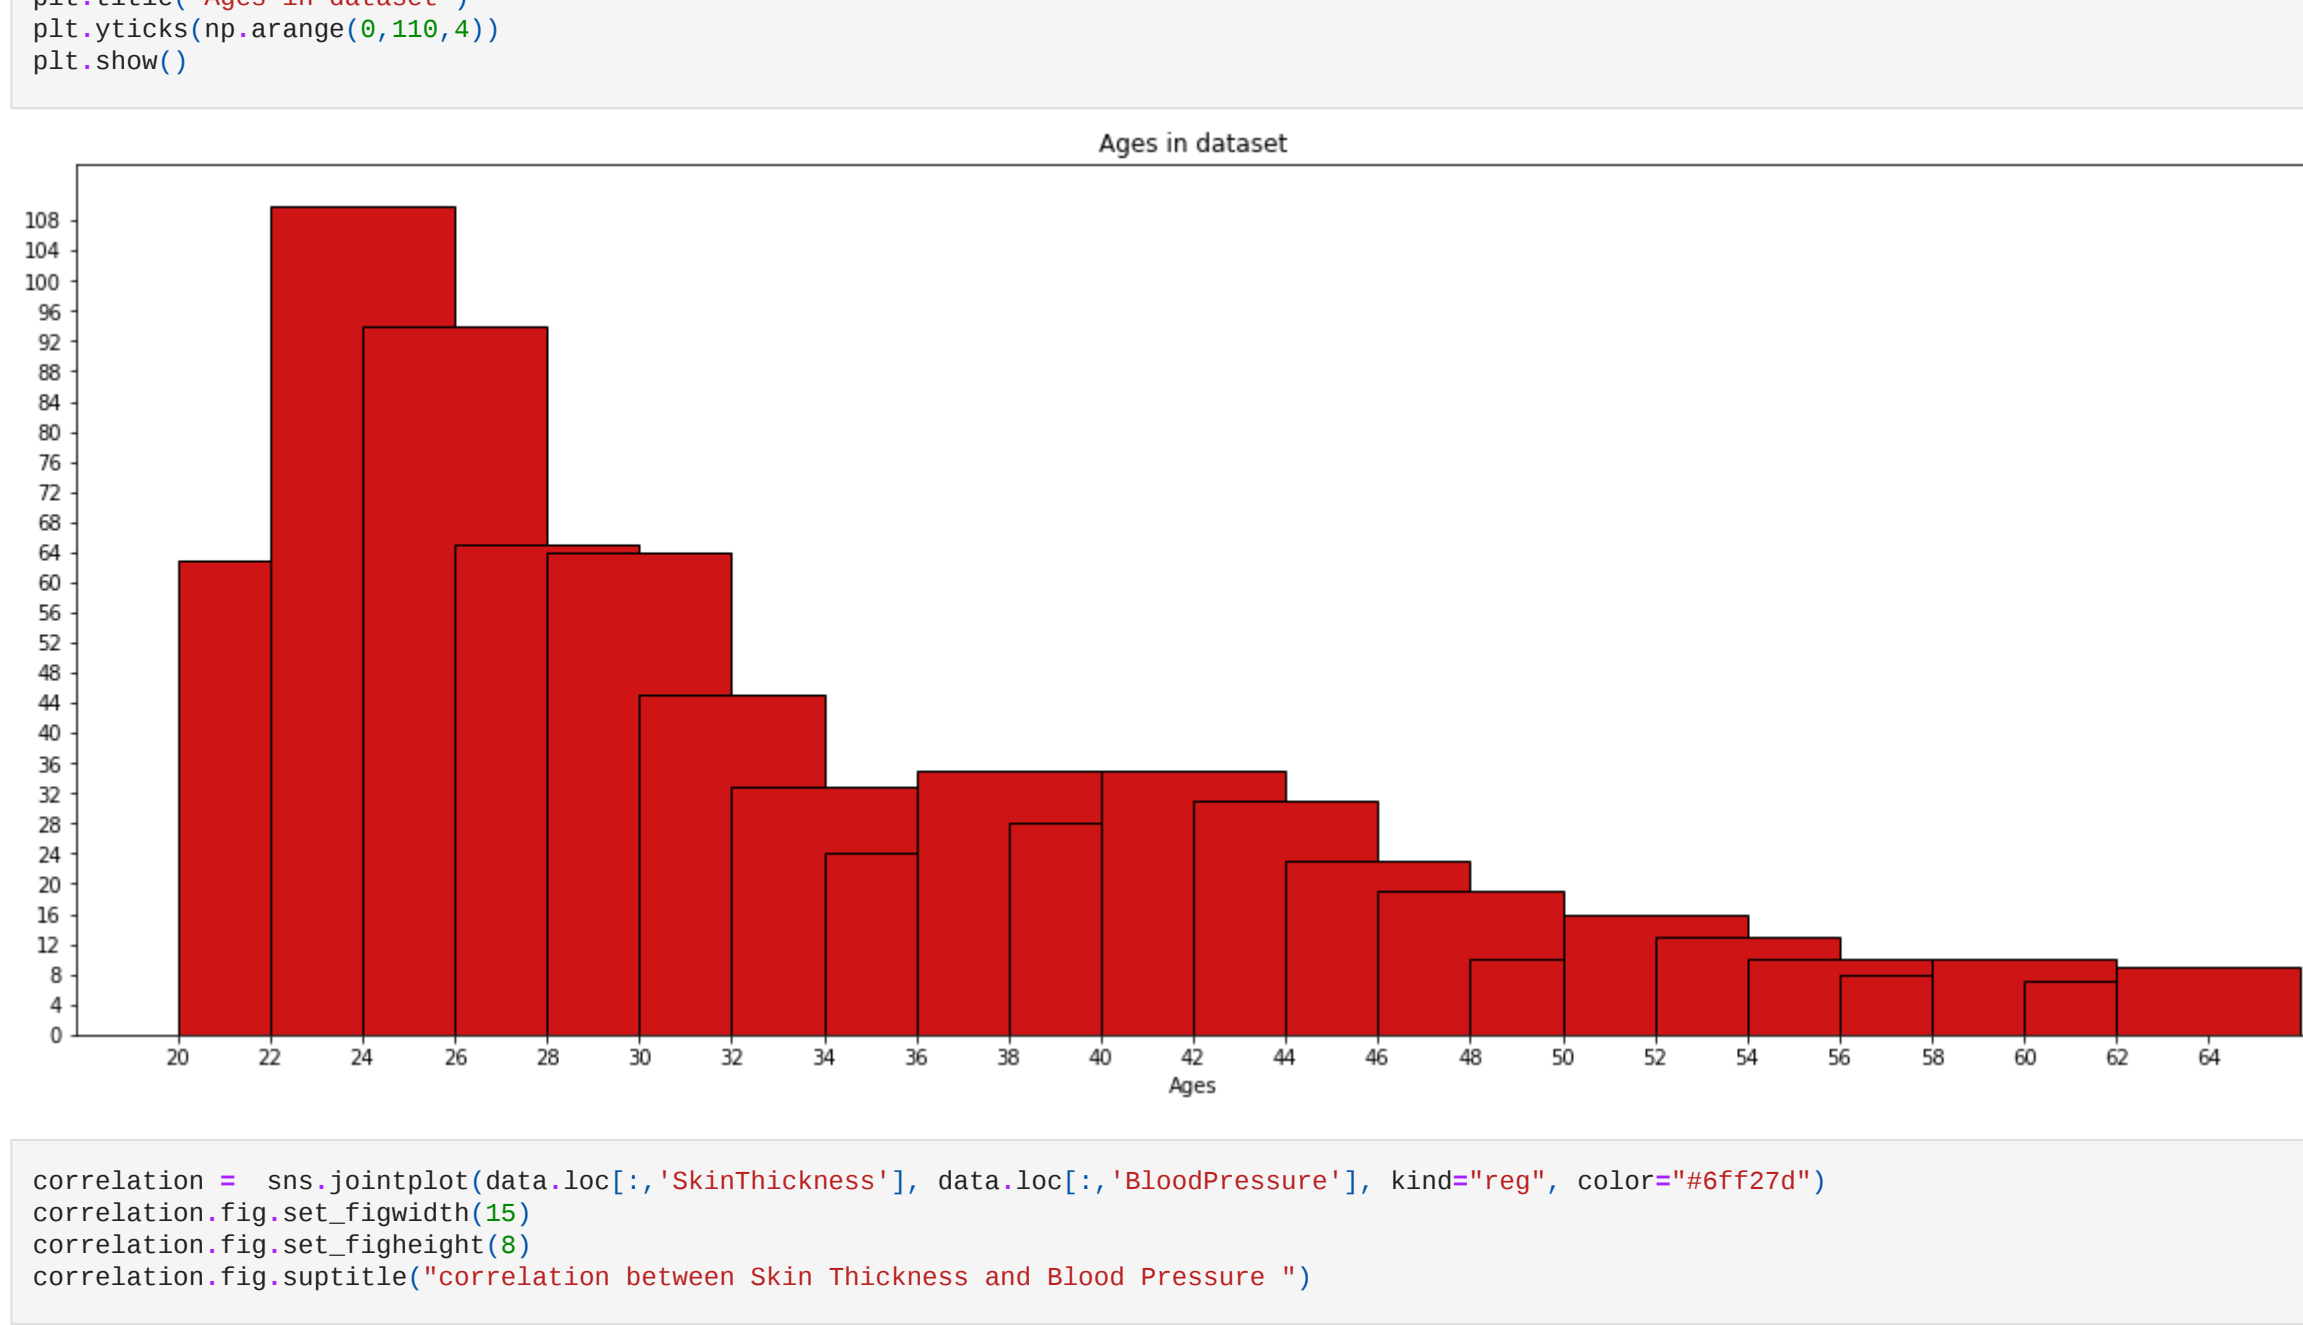 plt.title("Ages in dataset")
plt.yticks(np.arange(0,110,4))
plt.show()
Ages in dataset
108
104
100
96
92
88
84
80
76
72
68
64
60
56
52
48
44
40
36
32
28
24
20
16
12
8
4
0
20 22 24 26 28 30 32 34 36 38 40 42 44 46 48 50 52 54 56 58 60 62 64
Ages
correlation =  sns.jointplot(data.loc[:,'SkinThickness'], data.loc[:,'BloodPressure'], kind="reg", color="#6ff27d")
correlation.fig.set_figwidth(15)
correlation.fig.set_figheight(8)
correlation.fig.suptitle("correlation between Skin Thickness and Blood Pressure ")